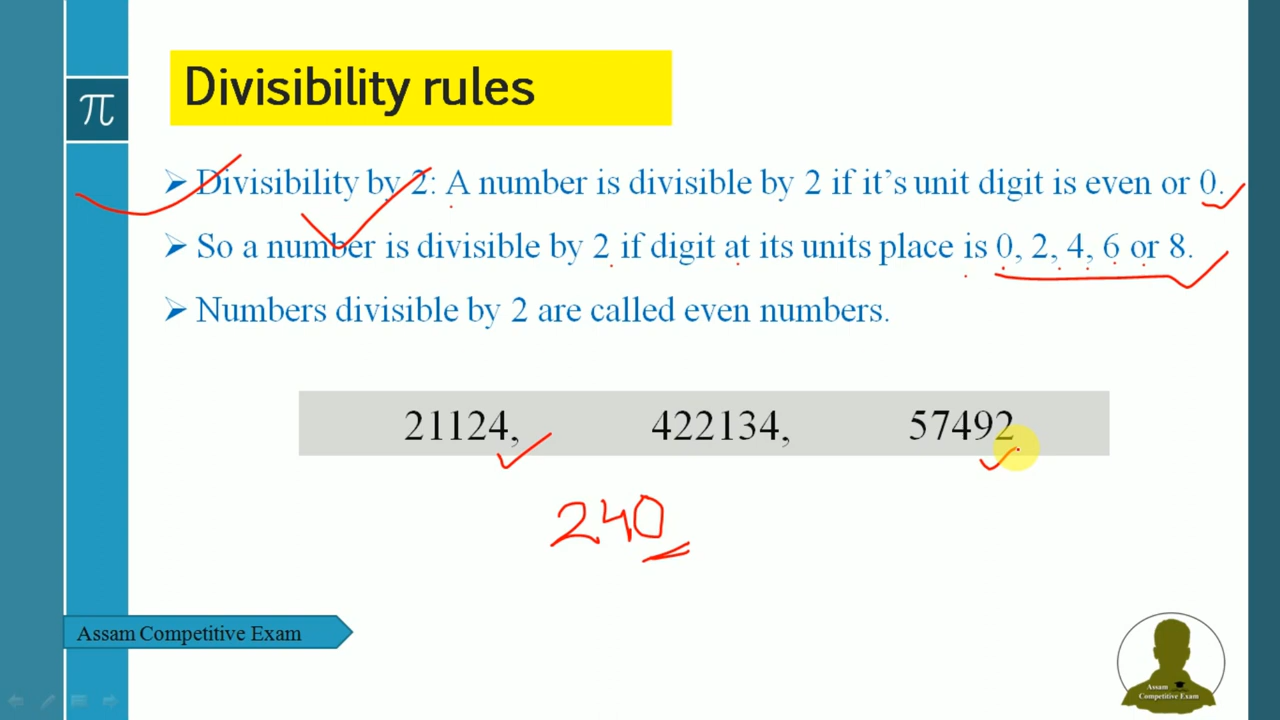 π
Divisibility rules
➢ Divisibility by 2: A number is divisible by 2 if it’s unit digit is even or 0.
➢ So a number is divisible by 2 if digit at its units place is 0, 2, 4, 6 or 8.
➢ Numbers divisible by 2 are called even numbers.
21124, 422134, 57492
240
Assam Competitive Exam
Assam
Competitive Exam